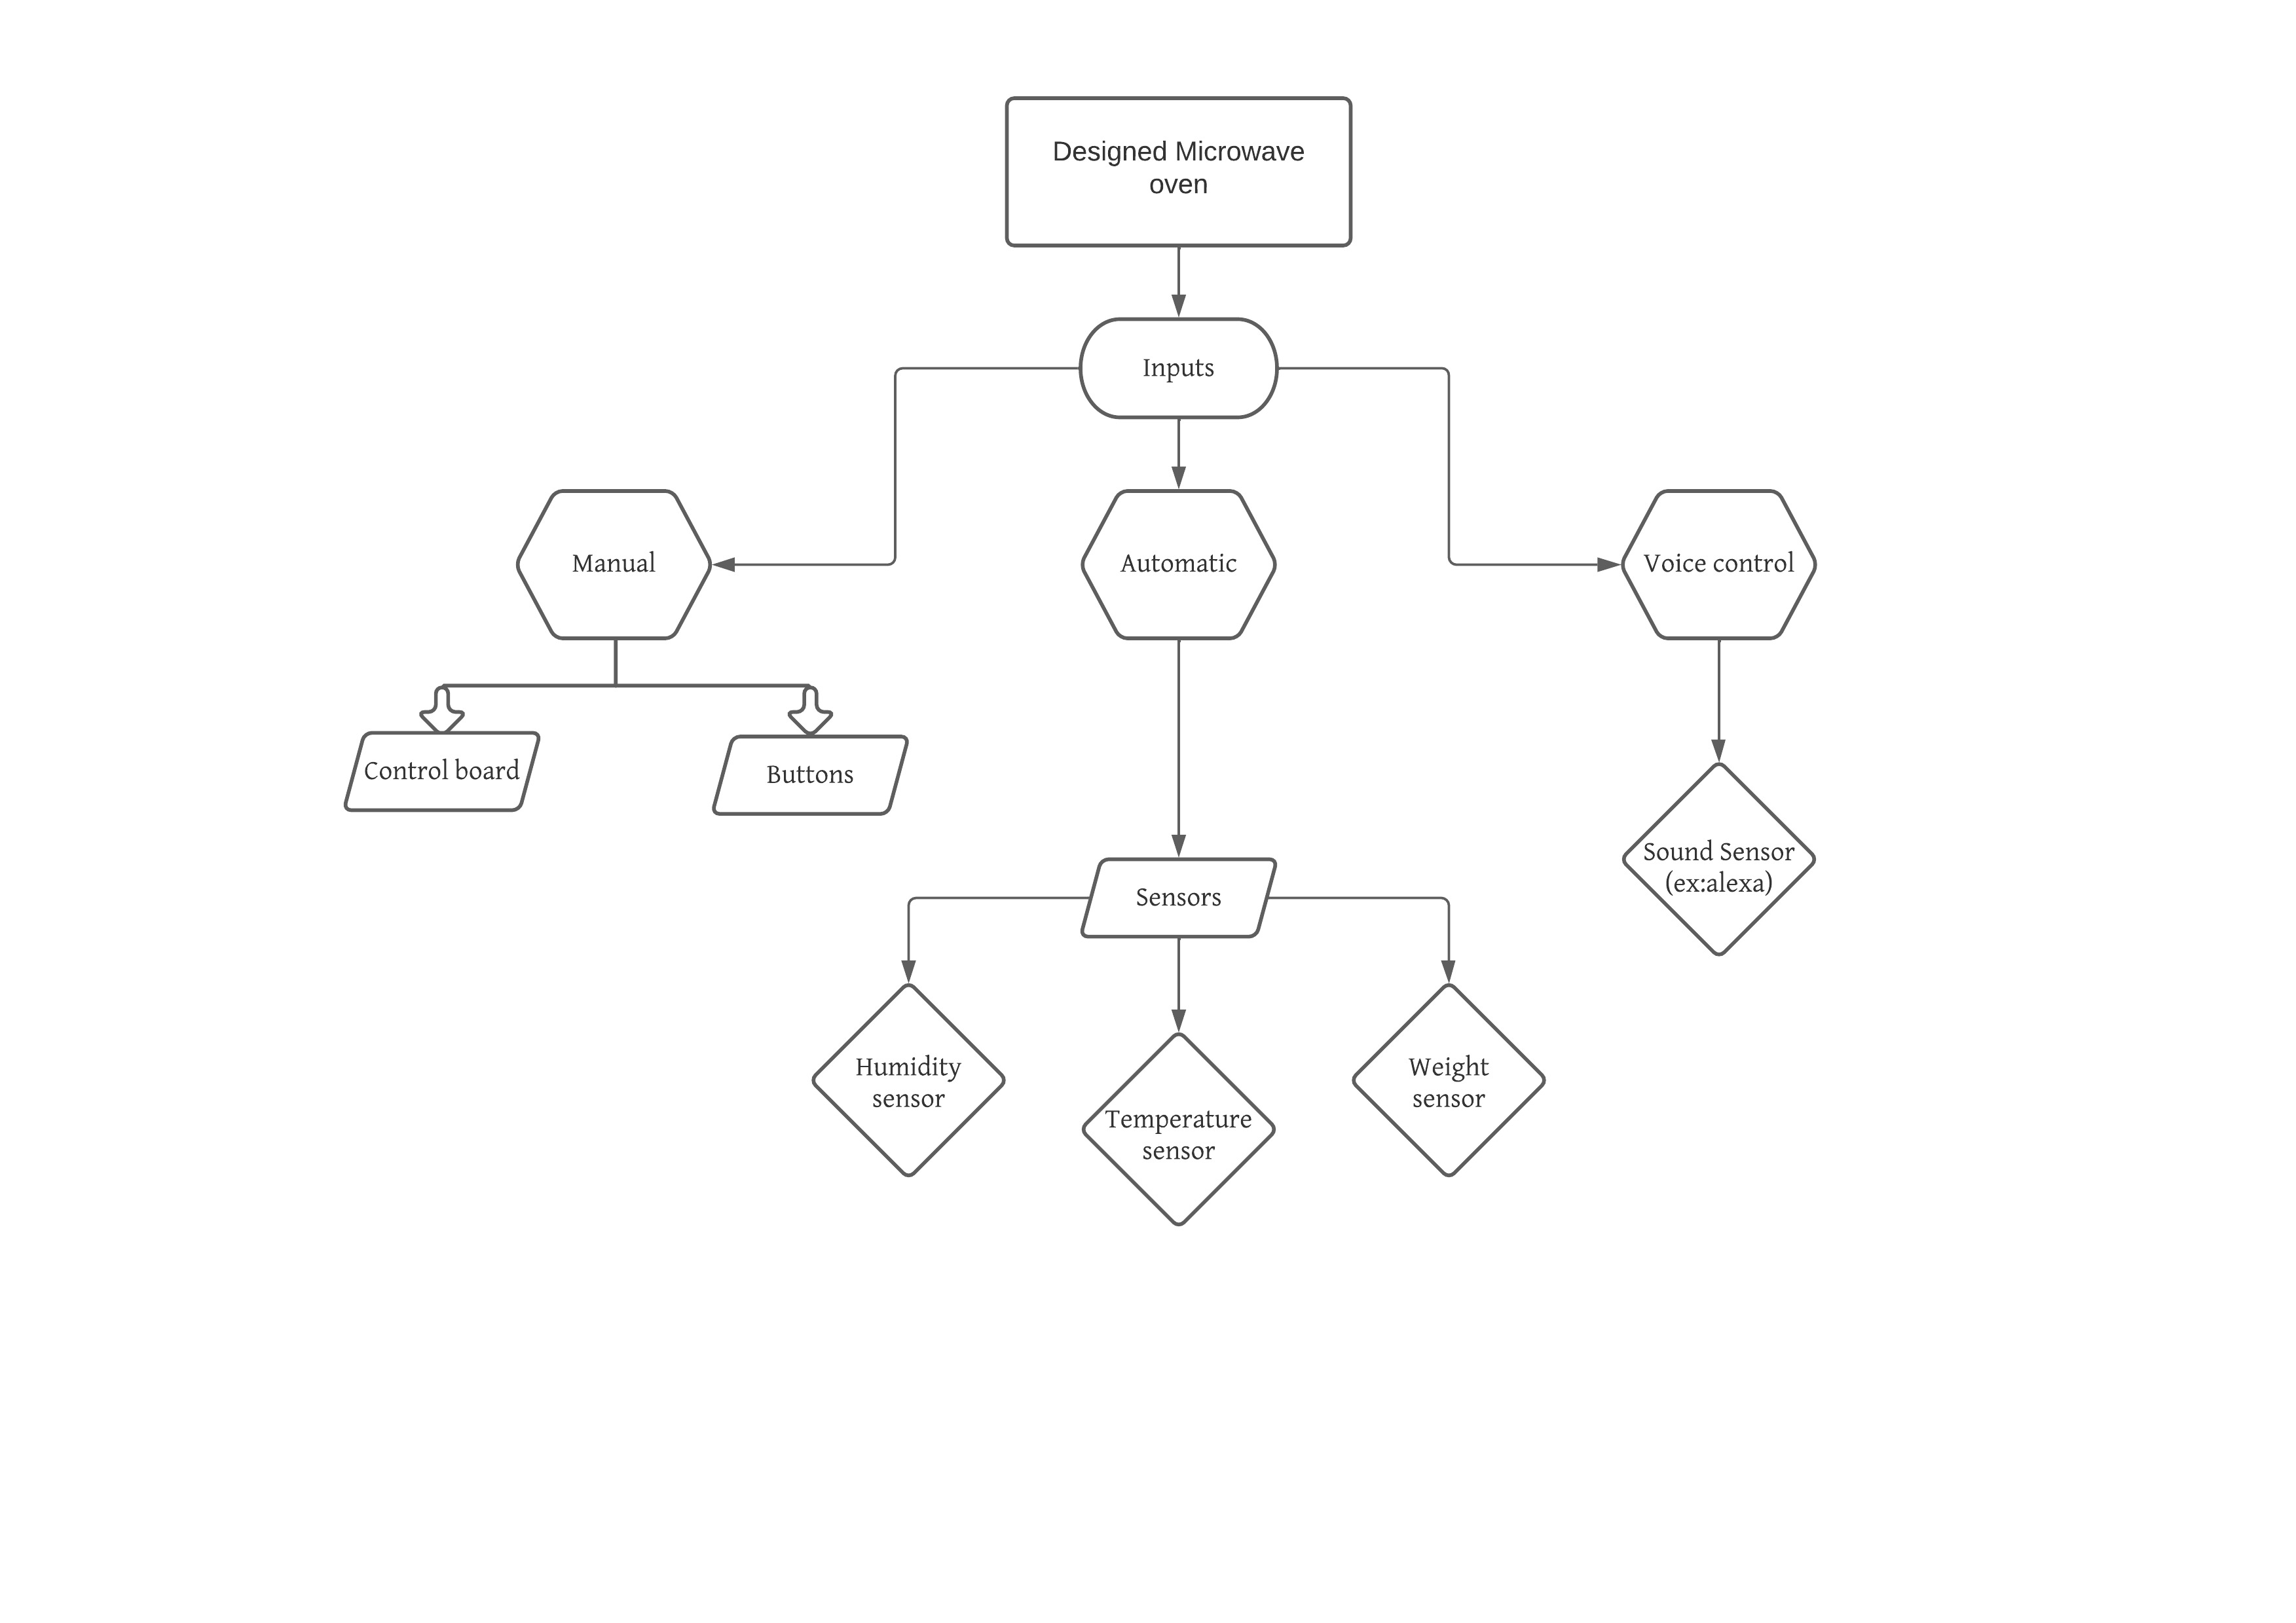 Designed Microwave
oven
Inputs
Manual
Automatic
Voice control
Control board
Buttons
Sound Sensor
(ex:alexa)
Sensors
Humidity
sensor
Temperature
sensor
Weight
sensor